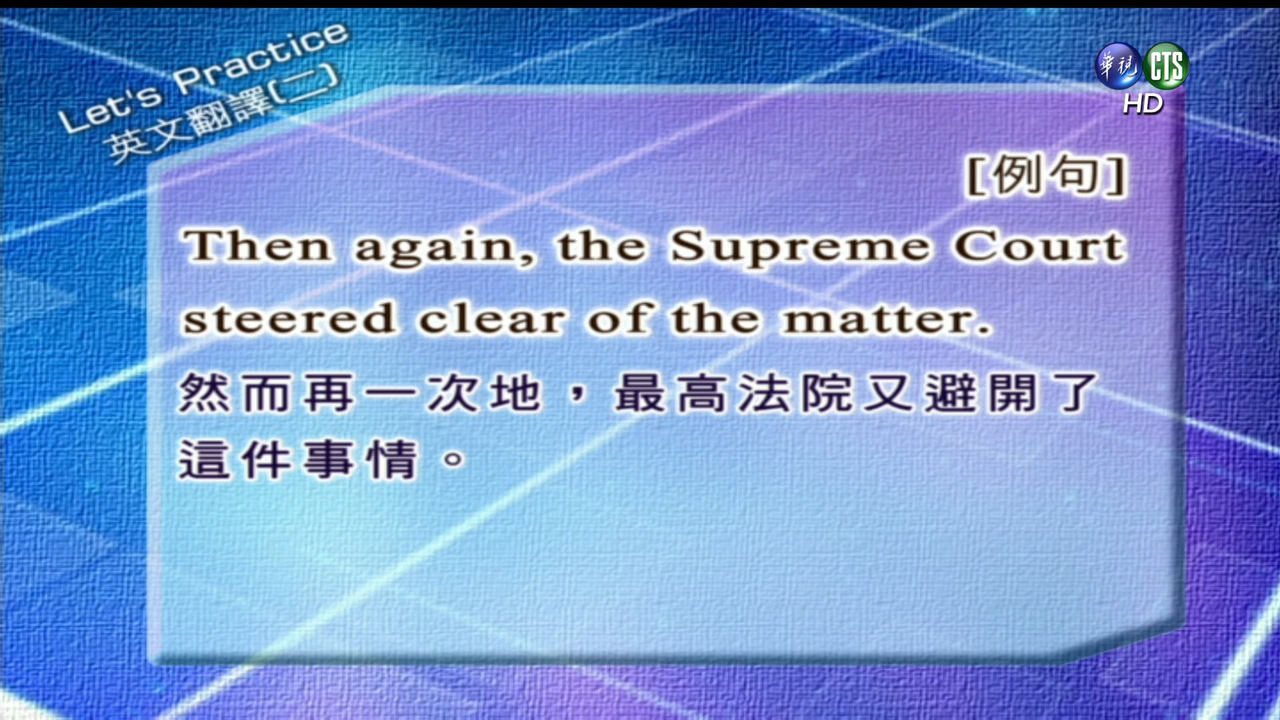 Let's Practice
英文翻譯(二)
華視 CTS
HD
[例句]
Then again, the Supreme Court
steered clear of the matter.
然而再一次地，最高法院又避開了
這件事情。